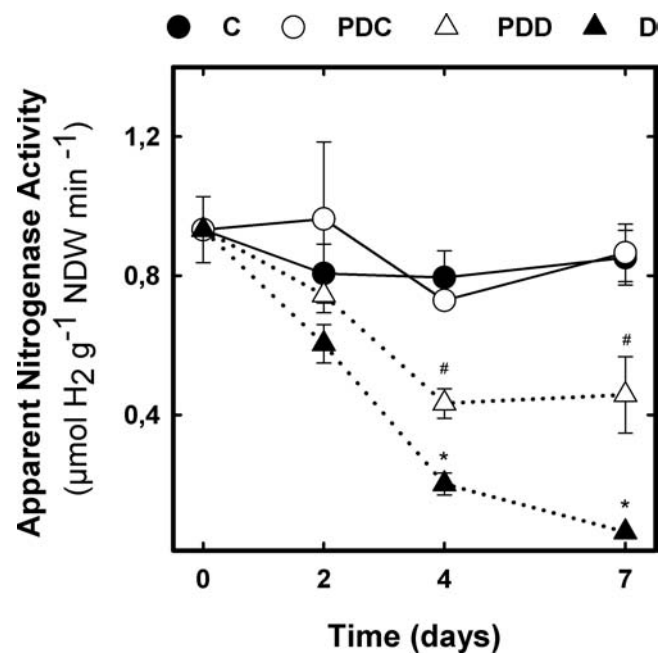 C PDC PDD D
Apparent Nitrogenase Activity
(µmol H2 g-1 NDW min -1)
1,2
0,8
0,4
#
#
*
*
0 2 4 7
Time (days)